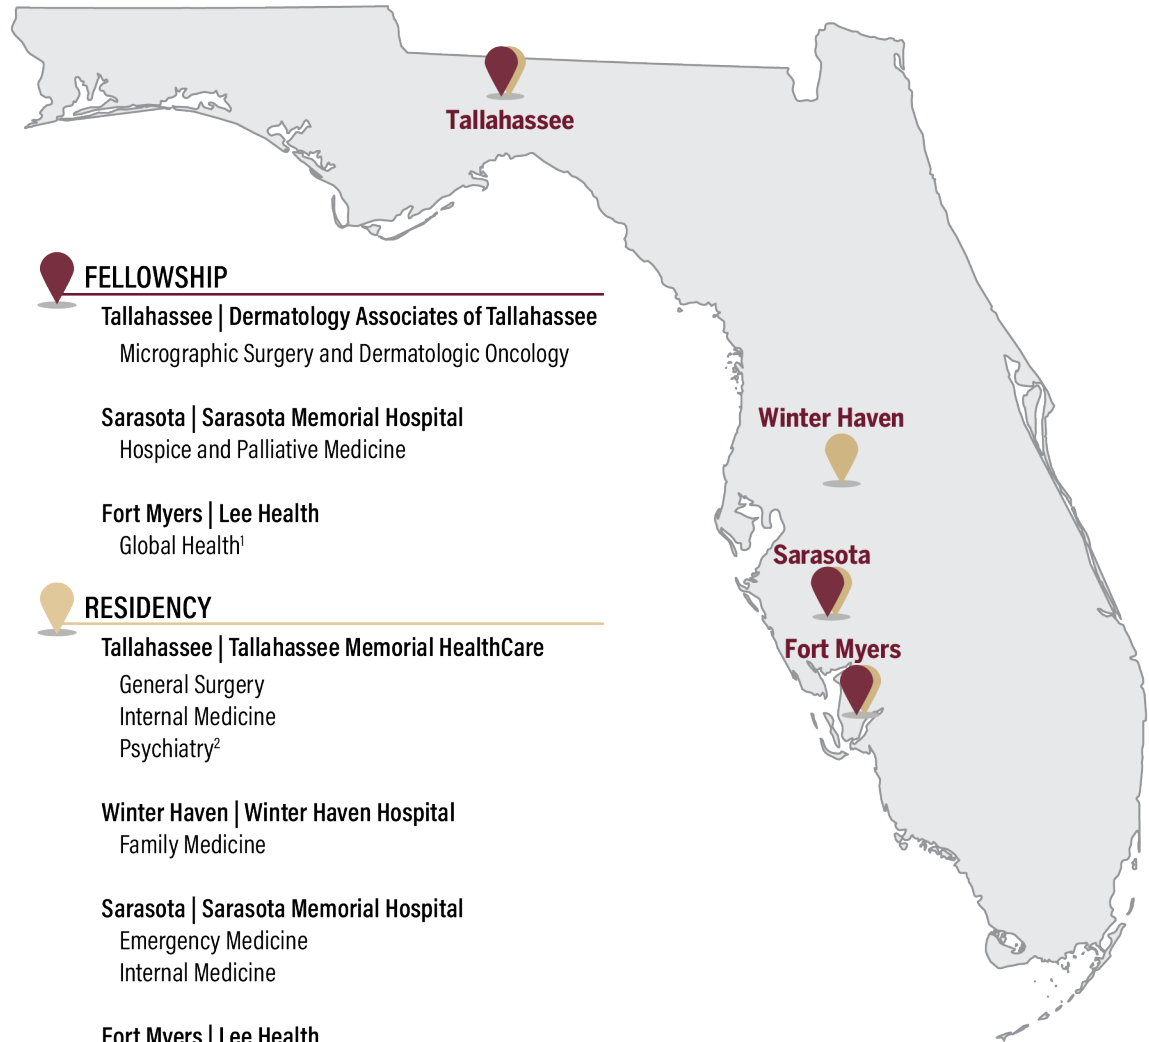 Tallahassee
FELLOWSHIP
Tallahassee | Dermatology Associates of Tallahassee
Micrographic Surgery and Dermatologic Oncology
Sarasota | Sarasota Memorial Hospital
Hospice and Palliative Medicine
Fort Myers | Lee Health
Global Health¹
RESIDENCY
Tallahassee | Tallahassee Memorial HealthCare
General Surgery
Internal Medicine
Psychiatry²
Winter Haven | Winter Haven Hospital
Family Medicine
Sarasota | Sarasota Memorial Hospital
Emergency Medicine
Internal Medicine
Fort Myers | Lee Health
Winter Haven
Sarasota
Fort Myers